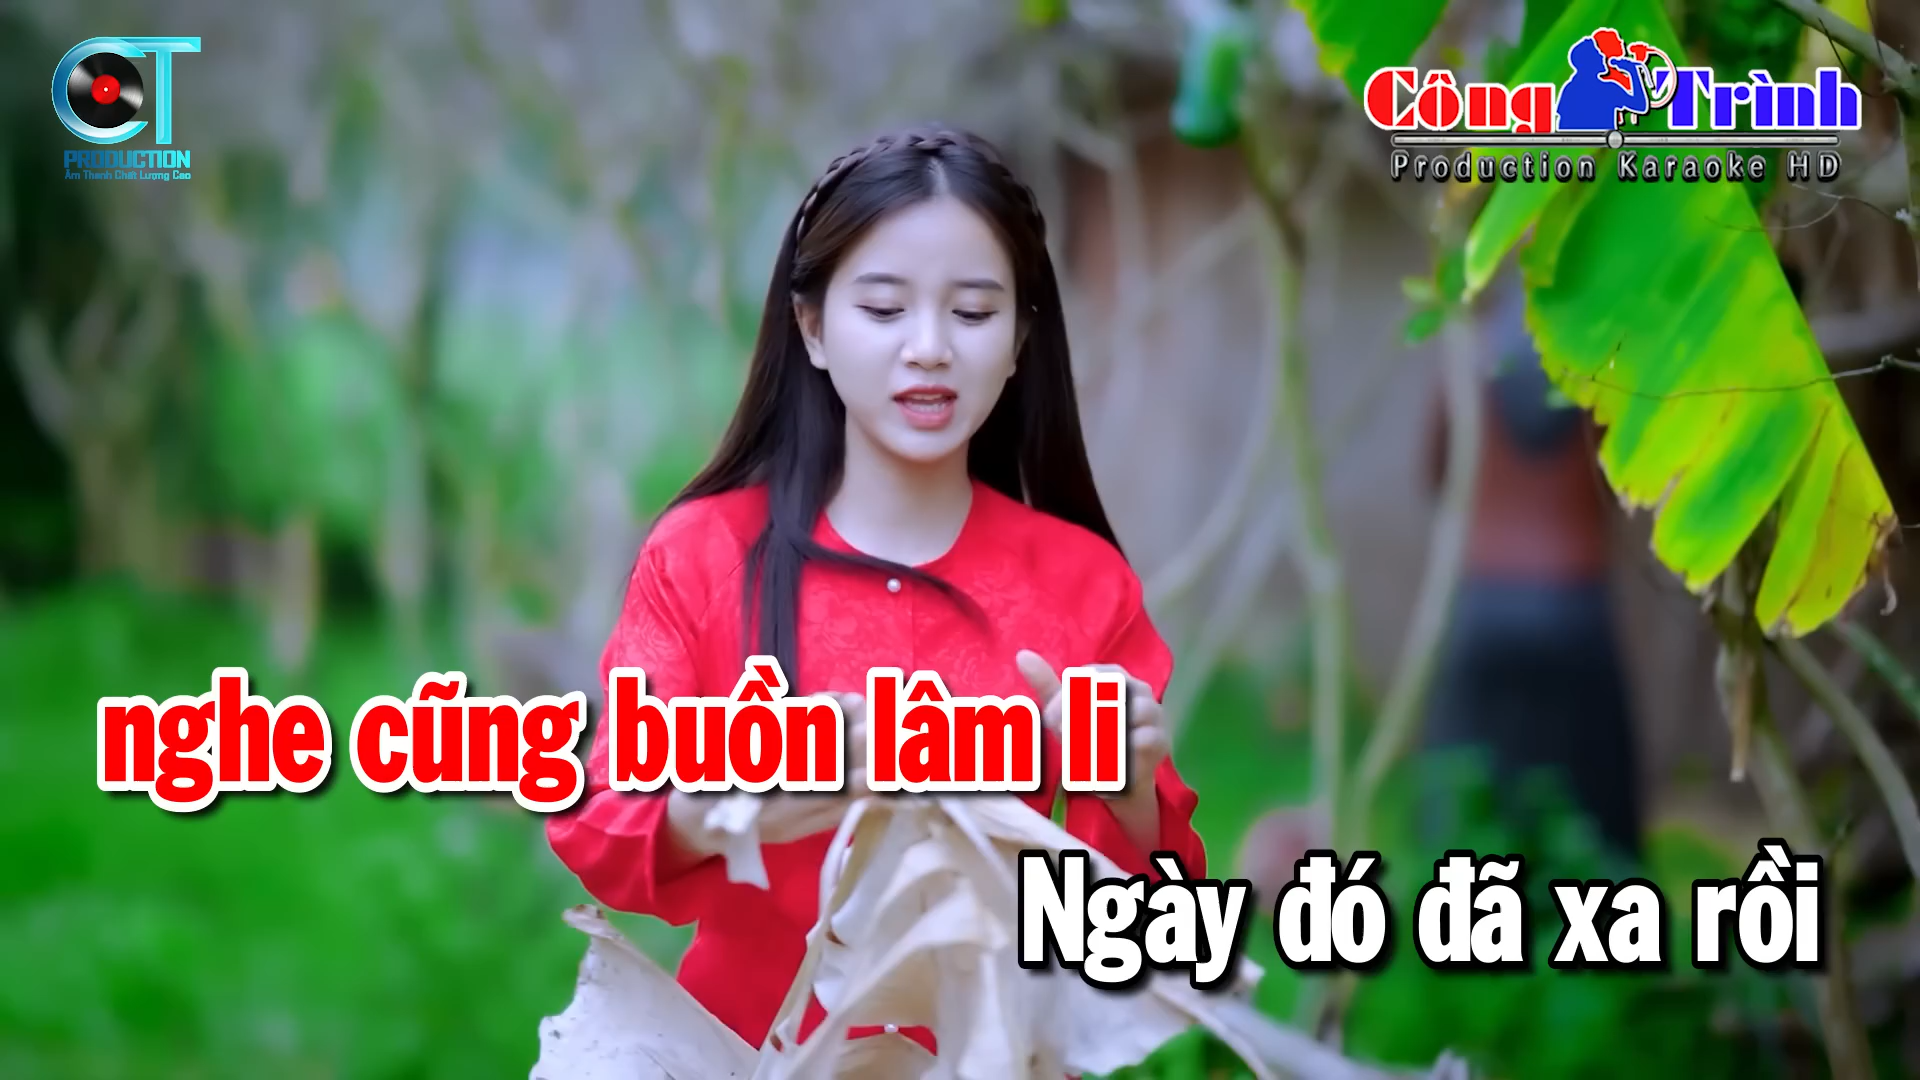 CT
PRODUCTION
Âm Thanh Chất Lượng Cao
Công Trình
Production Karaoke HD
nghe cũng buồn lâm li
Ngày đó đã xa rồi